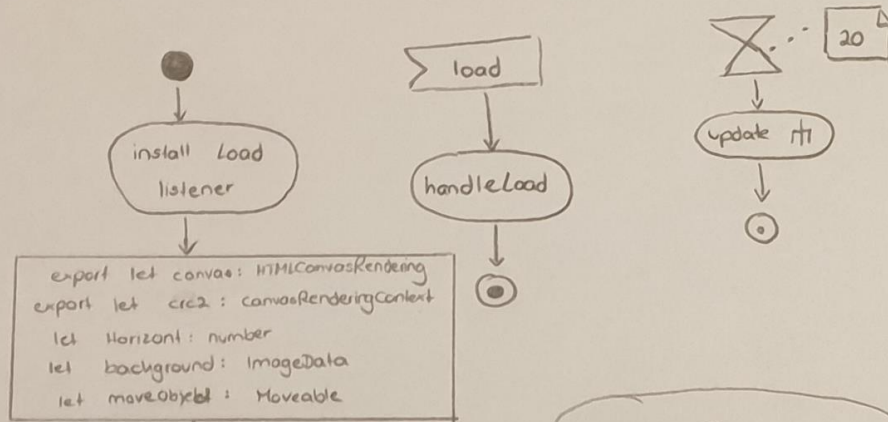 install Load
listener
export let canvas: HTMLCanvasRendering
export let crc2 : CanvasRenderingContext
let Horizont: number
let background: ImageData
let moveobject : Moveable
load
handleLoad
20
update